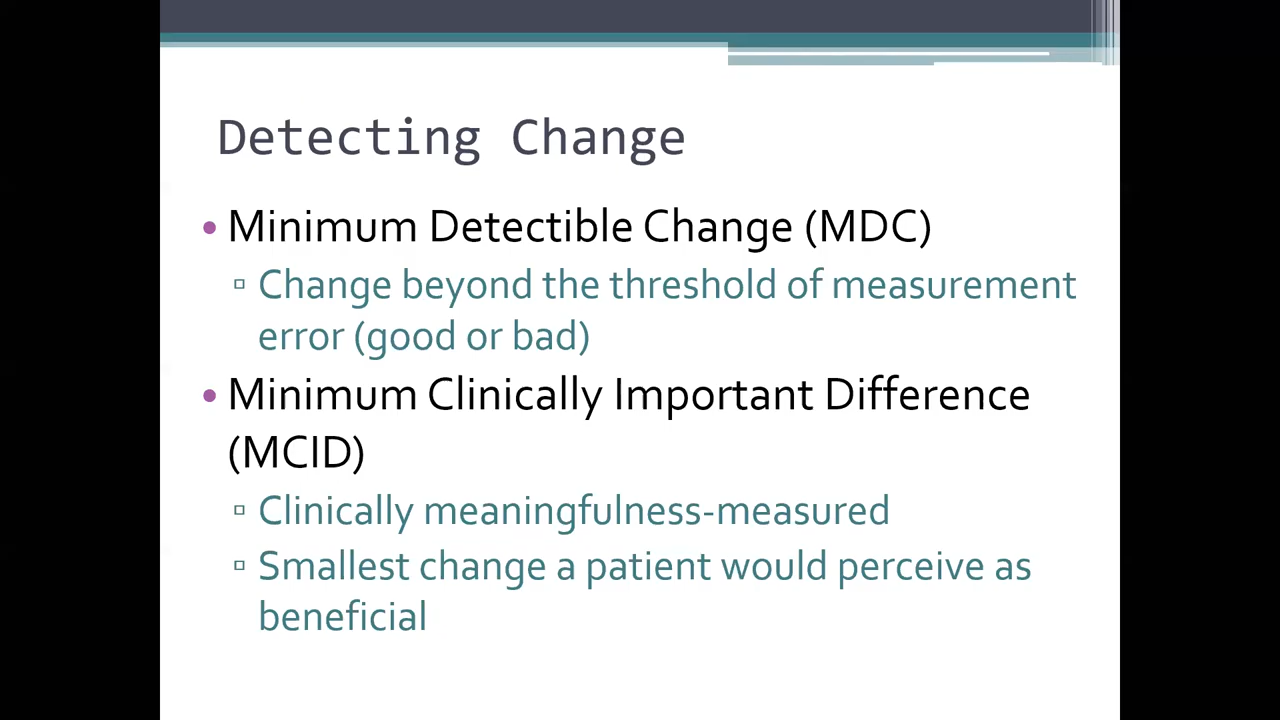 Detecting Change
• Minimum Detectible Change (MDC)
▫ Change beyond the threshold of measurement
error (good or bad)
• Minimum Clinically Important Difference
(MCID)
▫ Clinically meaningfulness-measured
▫ Smallest change a patient would perceive as
beneficial